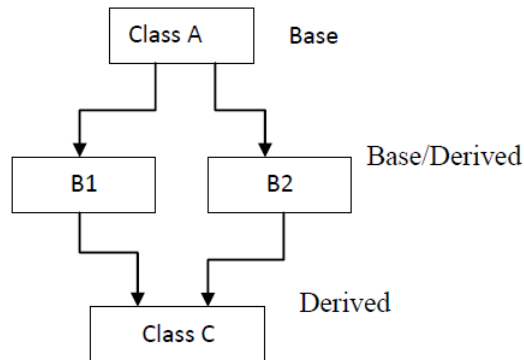 Class A
Base
B1
B2
Base/Derived
Derived
Class C